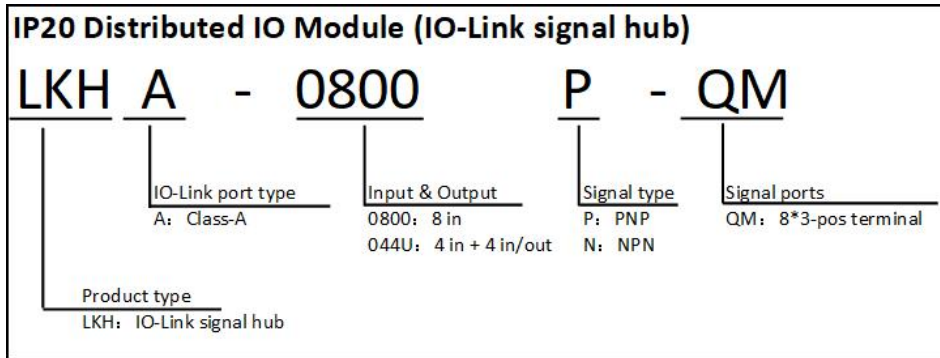 IP20 Distributed IO Module (IO-Link signal hub)
LKH A - 0800 P - QM
IO-Link port type
A：Class-A
Input & Output
0800：8 in
044U：4 in + 4 in/out
Signal type
P：PNP
N：NPN
Signal ports
QM：8*3-pos terminal
Product type
LKH：IO-Link signal hub